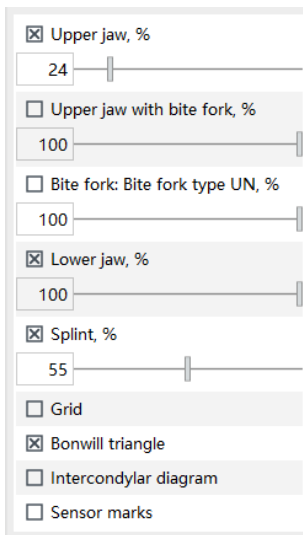 Upper jaw, %
24
Upper jaw with bite fork, %
100
Bite fork: Bite fork type UN, %
100
Lower jaw, %
100
Splint, %
55
Grid
Bonwill triangle
Intercondylar diagram
Sensor marks